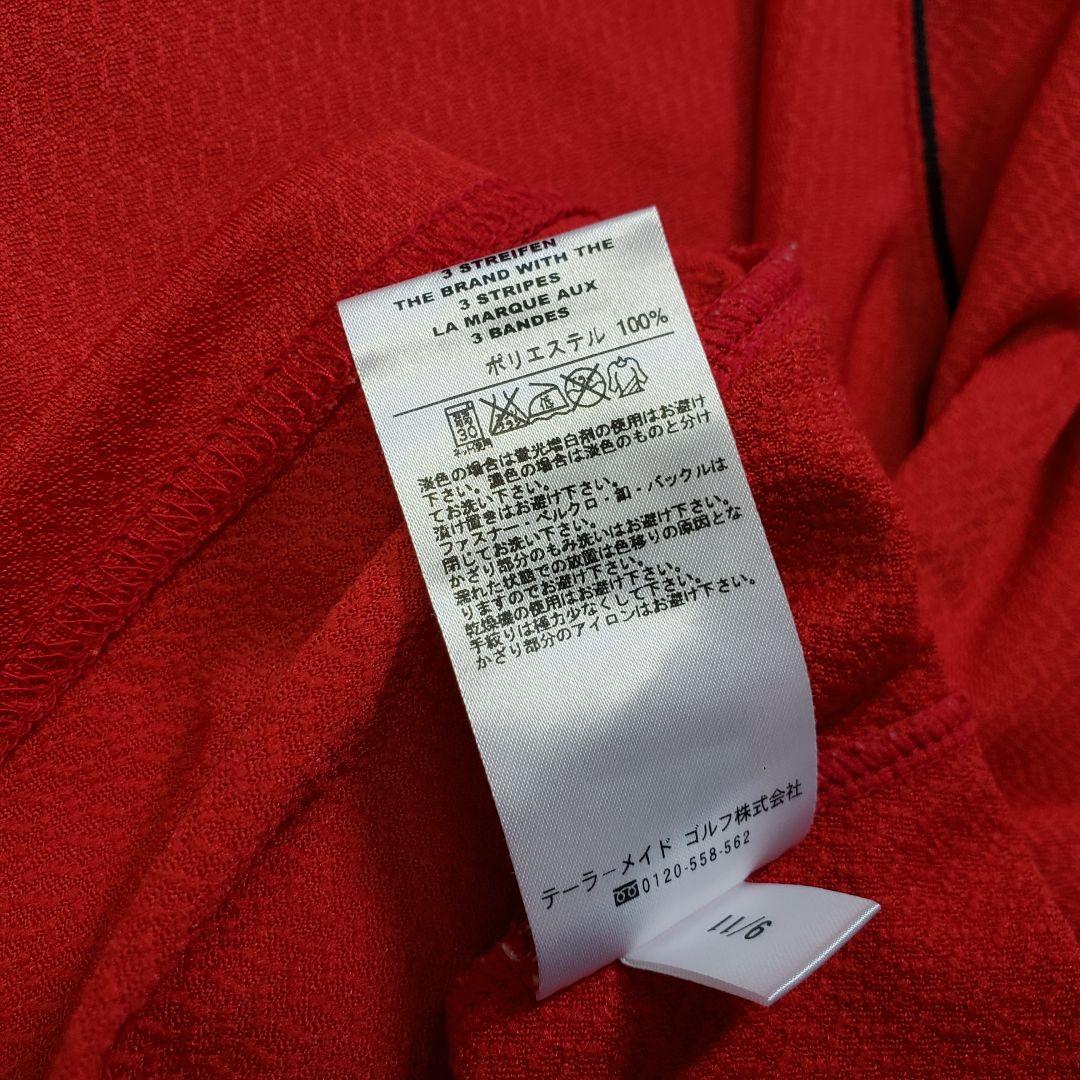 3 STREIFEN
THE BRAND WITH THE
3 STRIPES
LA MARQUE AUX
3 BANDES
ポリエステル 100%
30
ネット使用
淡色の場合は蛍光増白剤の使用はお避け
下さい。濃色の場合は淡色のものと分け
てお洗い下さい。
漬け置きはお避け下さい。
ファスナー・ベルクロ・釦・バックルは
閉じてお洗い下さい。
かざり部分のもみ洗いはお避け下さい。
濡れた状態での放置は色移りの原因とな
りますのでお避け下さい。
乾燥機の使用はお避け下さい。
手絞りは極力少なくして下さい。
かざり部分のアイロンはお避け下さい。
テーラーメイド ゴルフ株式会社
0120-558-562
11/6